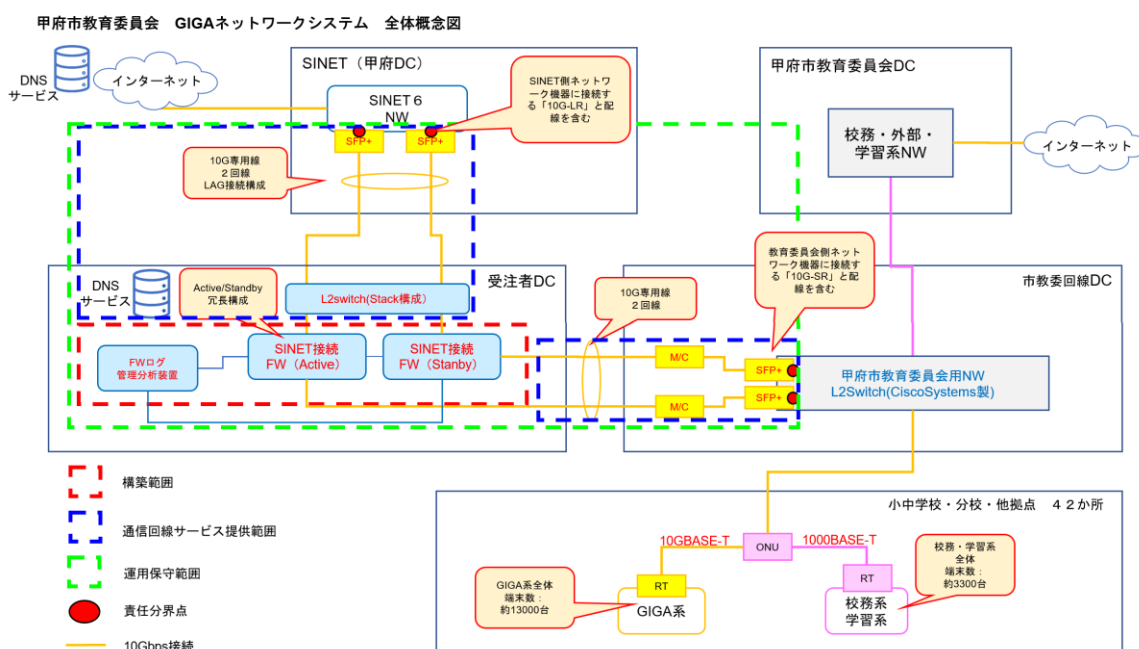 甲府市教育委員会 GIGAネットワークシステム 全体概念図
DNS
サービス
インターネット
SINET(甲府DC)
SINET6
NW
SFP+
SFP+
SINET側ネットワ
ーク機器に接続す
る「10G-LR」と配
線を含む
10G専用線
2回線
LAG接続構成
甲府市教育委員会DC
校務・外部・
学習系NW
インターネット
受注者DC
DNS
サービス
Active/Standby
冗長構成
L2switch(Stack構成)
FWログ
管理分析装置
SINET接続
FW(Active)
SINET接続
FW(Stanby)
10G専用線
2回線
教育委員会側ネット
ワーク機器に接続す
る「10G-SR」と配
線を含む
市教委回線DC
M/C
M/C
SFP+
SFP+
甲府市教育委員会用NW
L2Switch(CiscoSystems製)
構築範囲
通信回線サービス提供範囲
運用保守範囲
責任分界点
10Gbps接続
小中学校・分校・他拠点 42か所
10GBASE-T
ONU
1000BASE-T
RT
GIGA系
GIGA系全体
端末数:
約13000台
RT
校務系
学習系
校務・学習系
全体
端末数:
約3300台